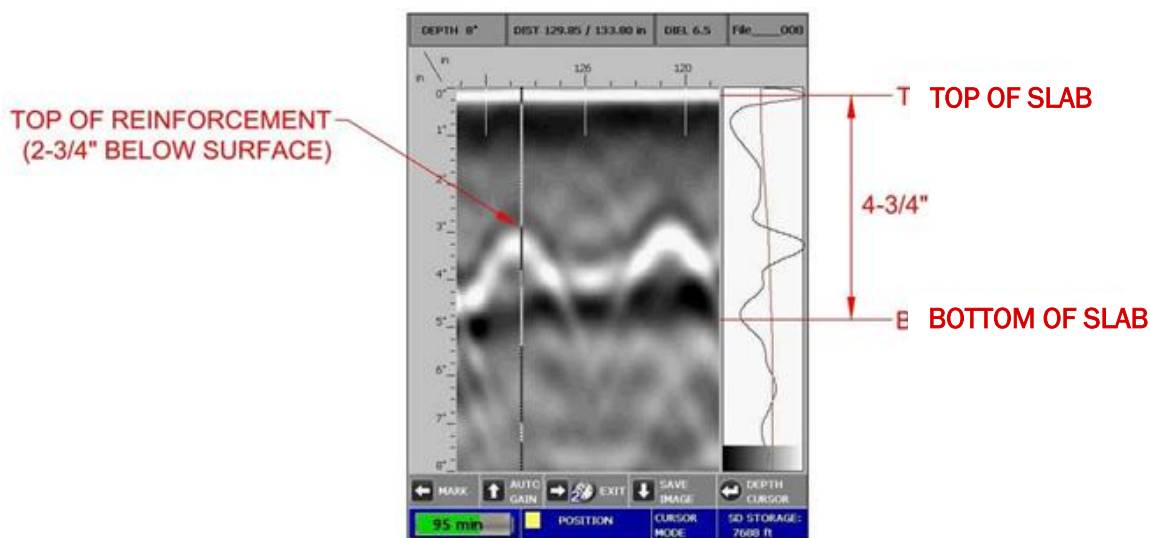 DEPTH 8" DIST 129.85 / 133.80 in DIEL 6.5 File____008
in
in
126 120
0"
1"
2"
3"
4"
5"
6"
7"
8"
TOP OF REINFORCEMENT
(2-3/4" BELOW SURFACE)
T TOP OF SLAB
4-3/4"
B BOTTOM OF SLAB
MARK AUTO GAIN 2 EXIT SAVE IMAGE DEPTH CURSOR
95 min POSITION CURSOR MODE SD STORAGE: 7688 ft